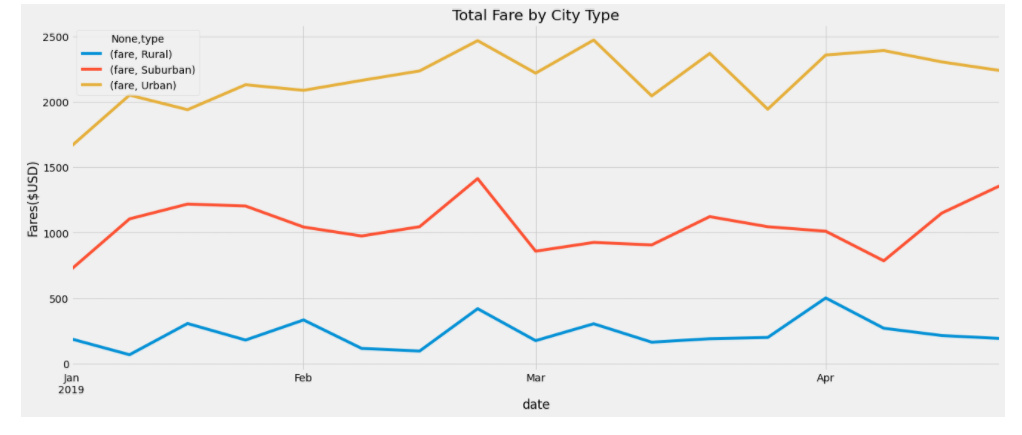 Total Fare by City Type
None,type
(fare, Rural)
(fare, Suburban)
(fare, Urban)
Fares($USD)
2500
2000
1500
1000
500
0
Jan
2019
Feb
Mar
Apr
date